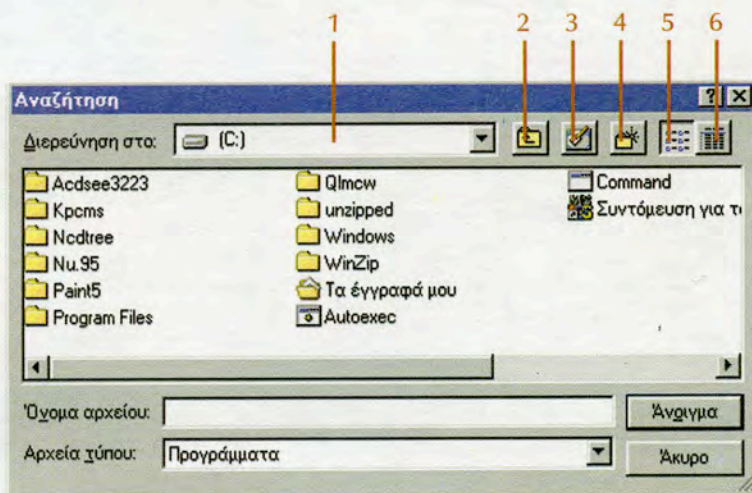 1 2 3 4 5 6
Αναζήτηση
Διερεύνηση στο: (C:)
Acdsee3223 Qlmcw Command
Kpcms unzipped Συντόμευση για τ
Ncdtree Windows
Nu.95 WinZip
Paint5 Τα έγγραφά μου
Program Files Autoexec
Όνομα αρχείου: Άνοιγμα
Αρχεία τύπου: Προγράμματα Άκυρο